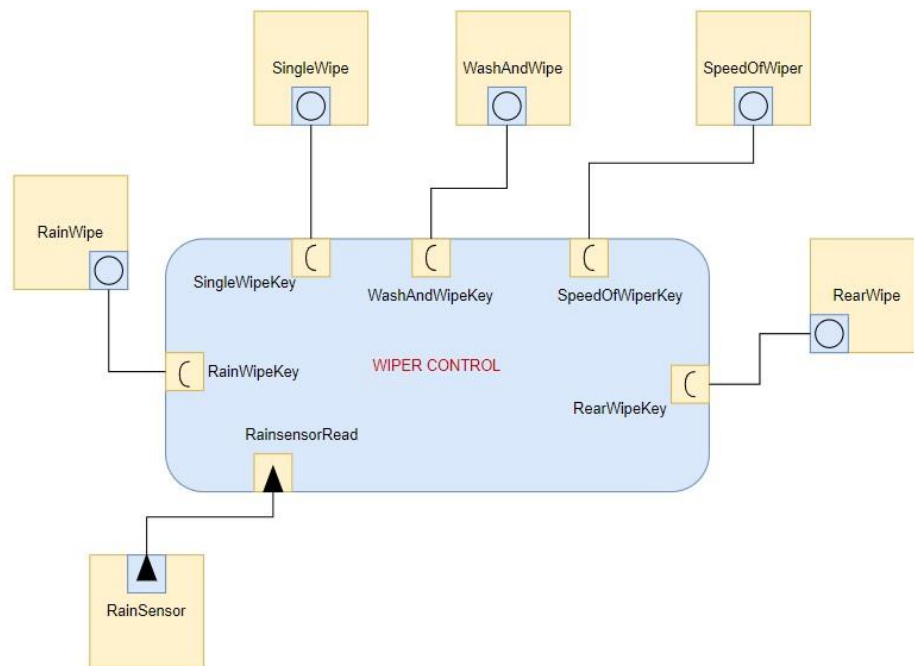 SingleWipe
WashAndWipe
SpeedOfWiper
RainWipe
RearWipe
SingleWipeKey
WashAndWipeKey
SpeedOfWiperKey
RainWipeKey
WIPER CONTROL
RearWipeKey
RainsensorRead
RainSensor